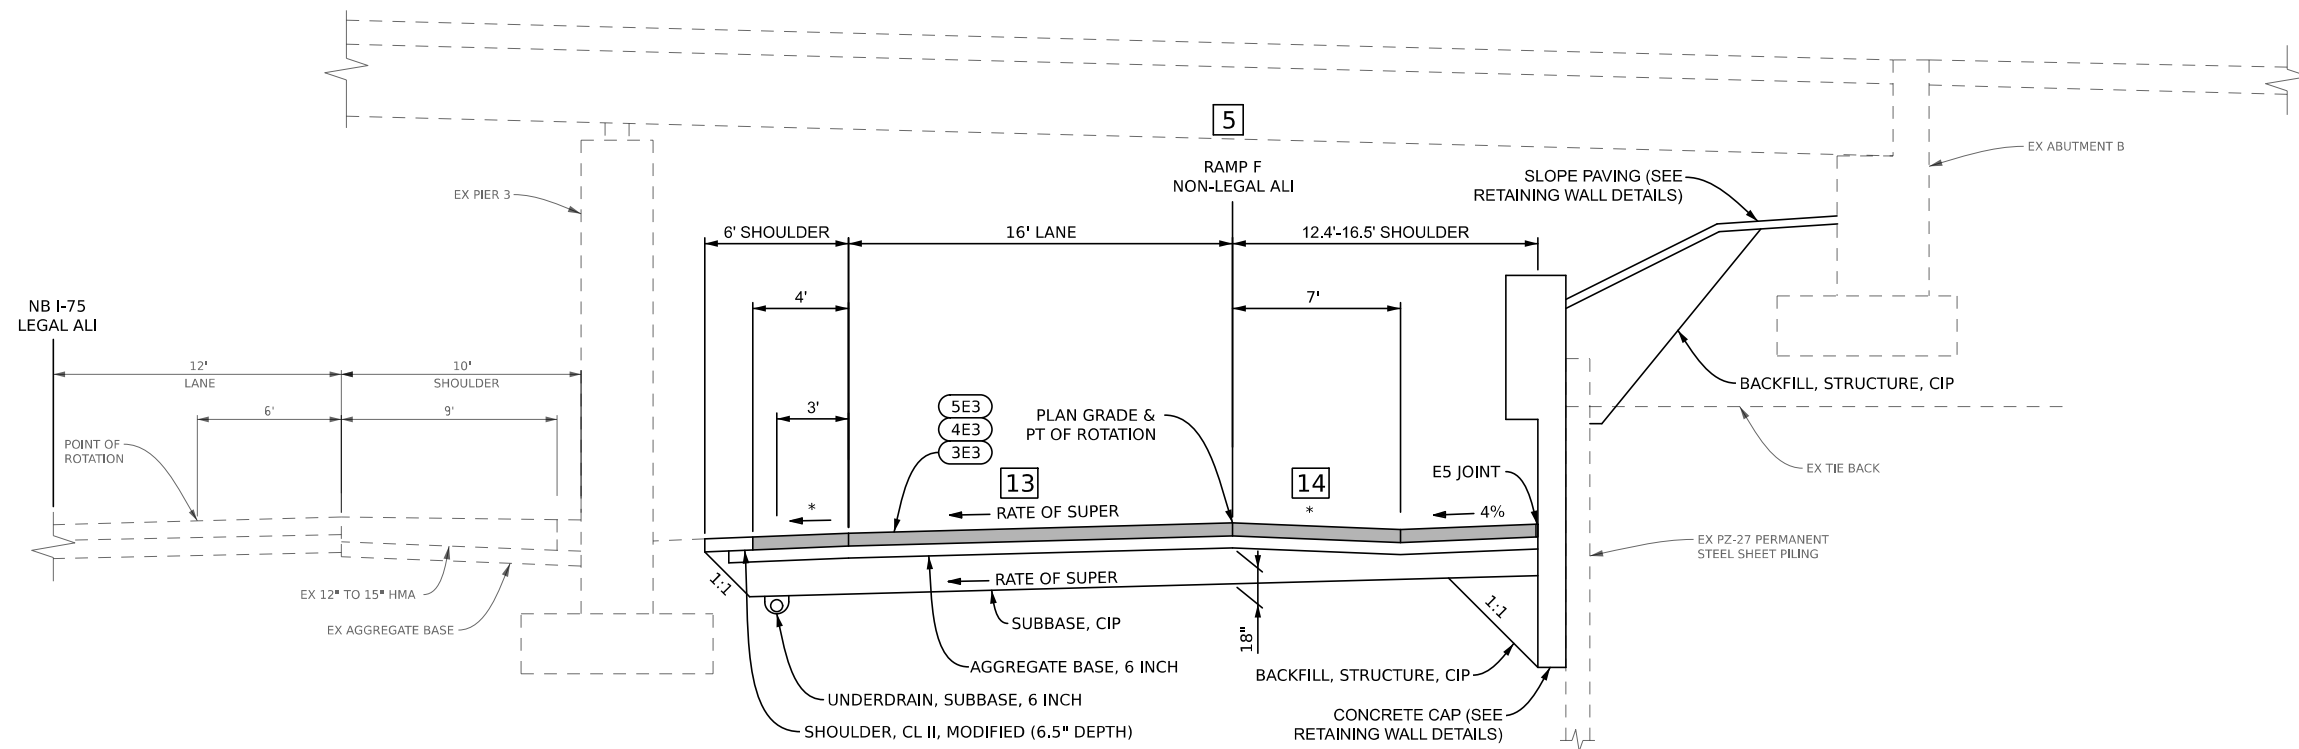 5
EX ABUTMENT B
RAMP F
NON-LEGAL ALI
SLOPE PAVING (SEE
RETAINING WALL DETAILS)
EX PIER 3
6' SHOULDER
16' LANE
12.4'-16.5' SHOULDER
NB I-75
LEGAL ALI
4'
7'
12'
LANE
10'
SHOULDER
BACKFILL, STRUCTURE, CIP
6'
9'
3'
5E3
4E3
3E3
PLAN GRADE &
PT OF ROTATION
POINT OF
ROTATION
E5 JOINT
EX TIE BACK
13
14
*
RATE OF SUPER
*
4%
EX PZ-27 PERMANENT
STEEL SHEET PILING
1:1
RATE OF SUPER
EX 12" TO 15" HMA
1:1
SUBBASE, CIP
EX AGGREGATE BASE
18"
AGGREGATE BASE, 6 INCH
BACKFILL, STRUCTURE, CIP
UNDERDRAIN, SUBBASE, 6 INCH
CONCRETE CAP (SEE
RETAINING WALL DETAILS)
SHOULDER, CL II, MODIFIED (6.5" DEPTH)